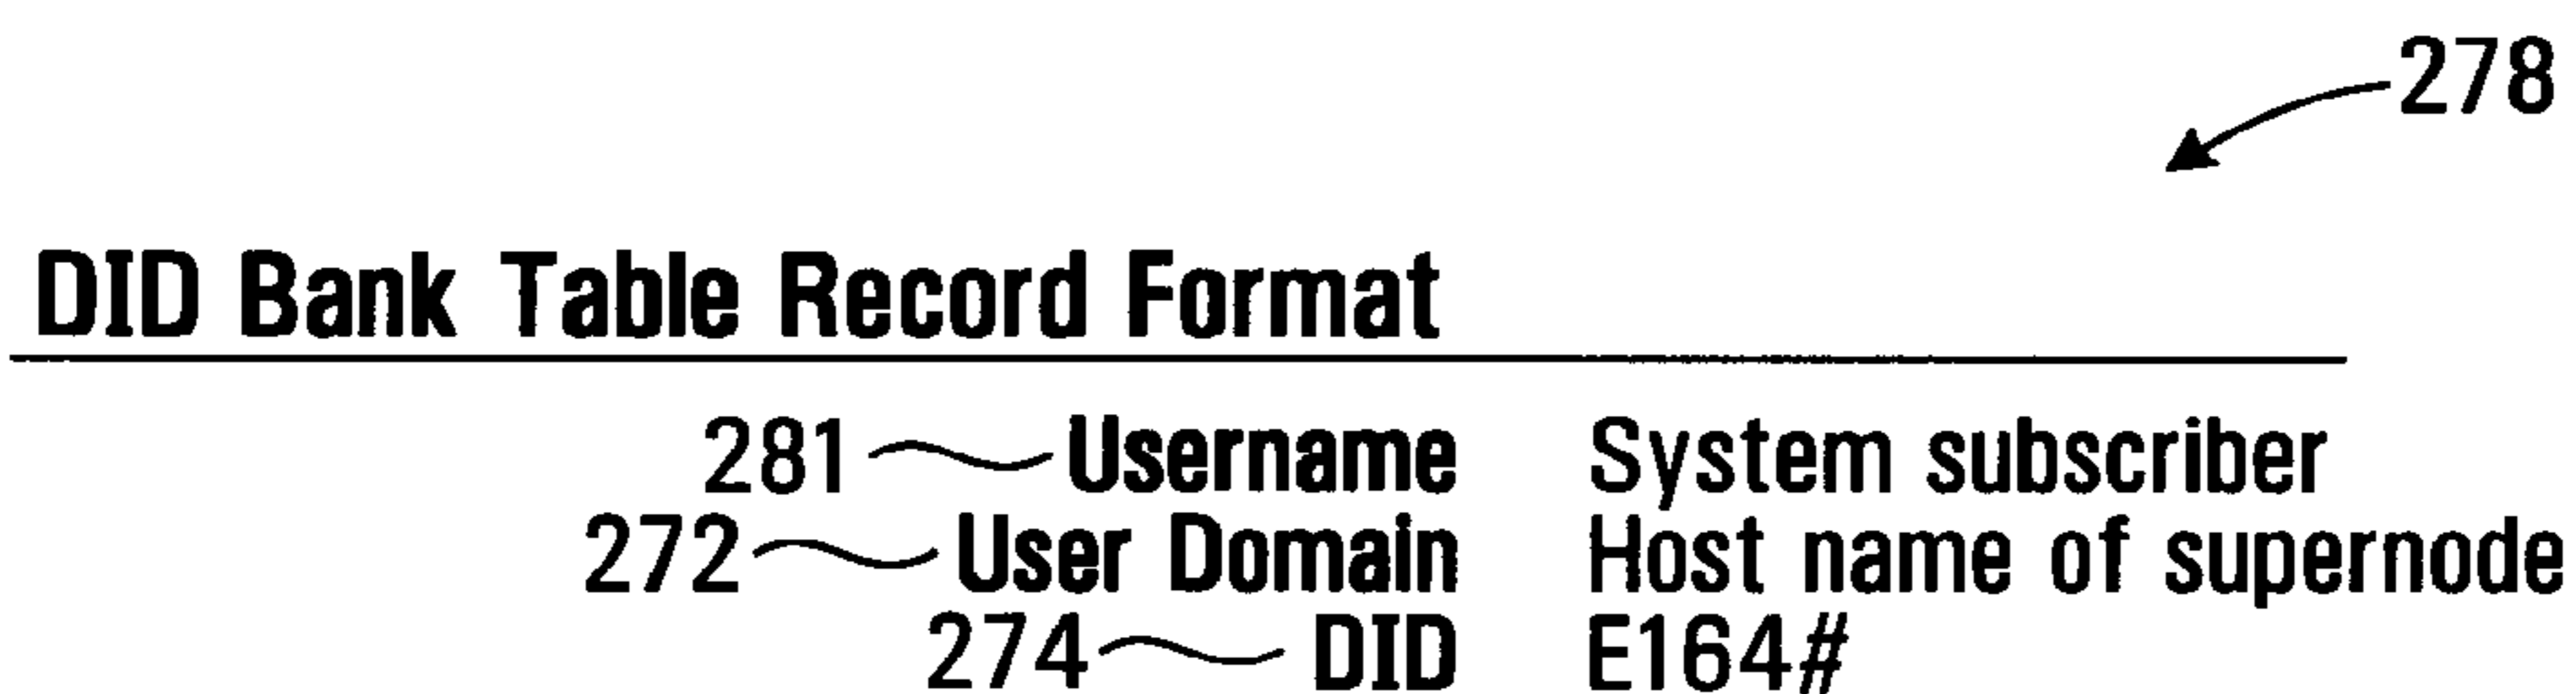 278
DID Bank Table Record Format
281 Username System subscriber
272 User Domain Host name of supernode
274 DID E164#